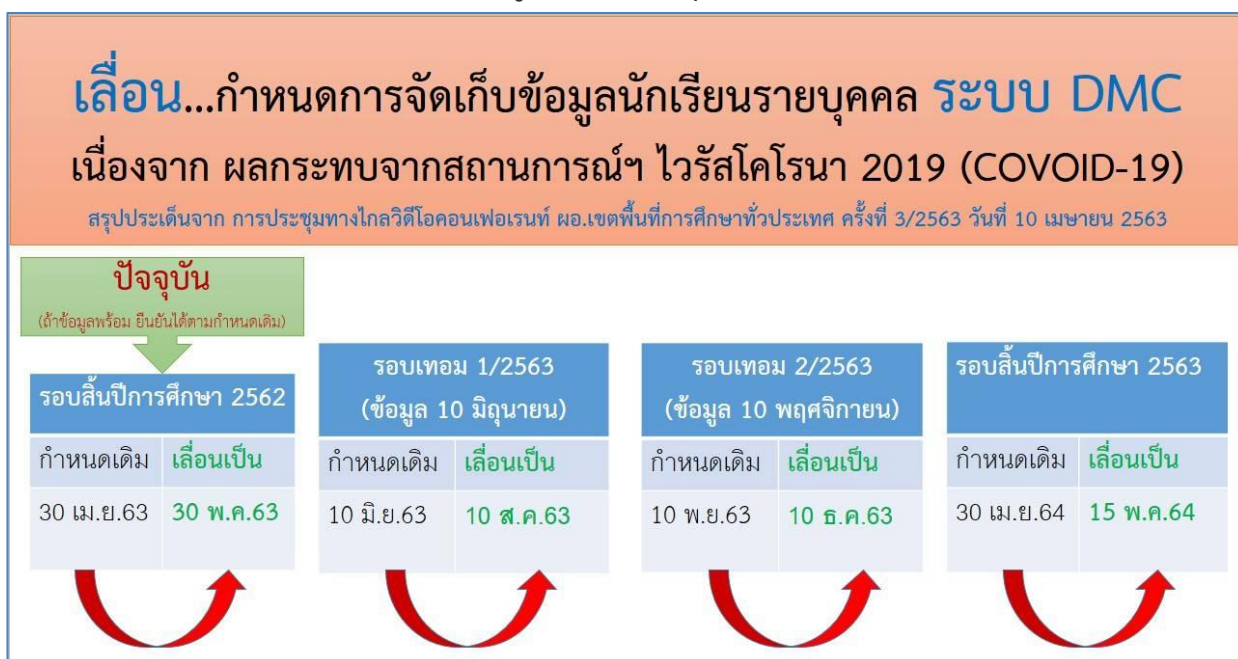 เลื่อน...กำหนดการจัดเก็บข้อมูลนักเรียนรายบุคคล ระบบ DMC
เนื่องจาก ผลกระทบจากสถานการณ์ฯ ไวรัสโคโรนา 2019 (COVOID-19)
สรุปประเด็นจาก การประชุมทางไกลวิดีโอคอนเฟอเรนท์ ผอ.เขตพื้นที่การศึกษาทั่วประเทศ ครั้งที่ 3/2563 วันที่ 10 เมษายน 2563
ปัจจุบัน
(ถ้าข้อมูลพร้อม ยืนยันได้ตามกำหนดเดิม)
รอบสิ้นปีการศึกษา 2562
กำหนดเดิม เลื่อนเป็น
30 เม.ย.63 30 พ.ค.63
รอบเทอม 1/2563
(ข้อมูล 10 มิถุนายน)
กำหนดเดิม เลื่อนเป็น
10 มิ.ย.63 10 ส.ค.63
รอบเทอม 2/2563
(ข้อมูล 10 พฤศจิกายน)
กำหนดเดิม เลื่อนเป็น
10 พ.ย.63 10 ธ.ค.63
รอบสิ้นปีการศึกษา 2563
กำหนดเดิม เลื่อนเป็น
30 เม.ย.64 15 พ.ค.64